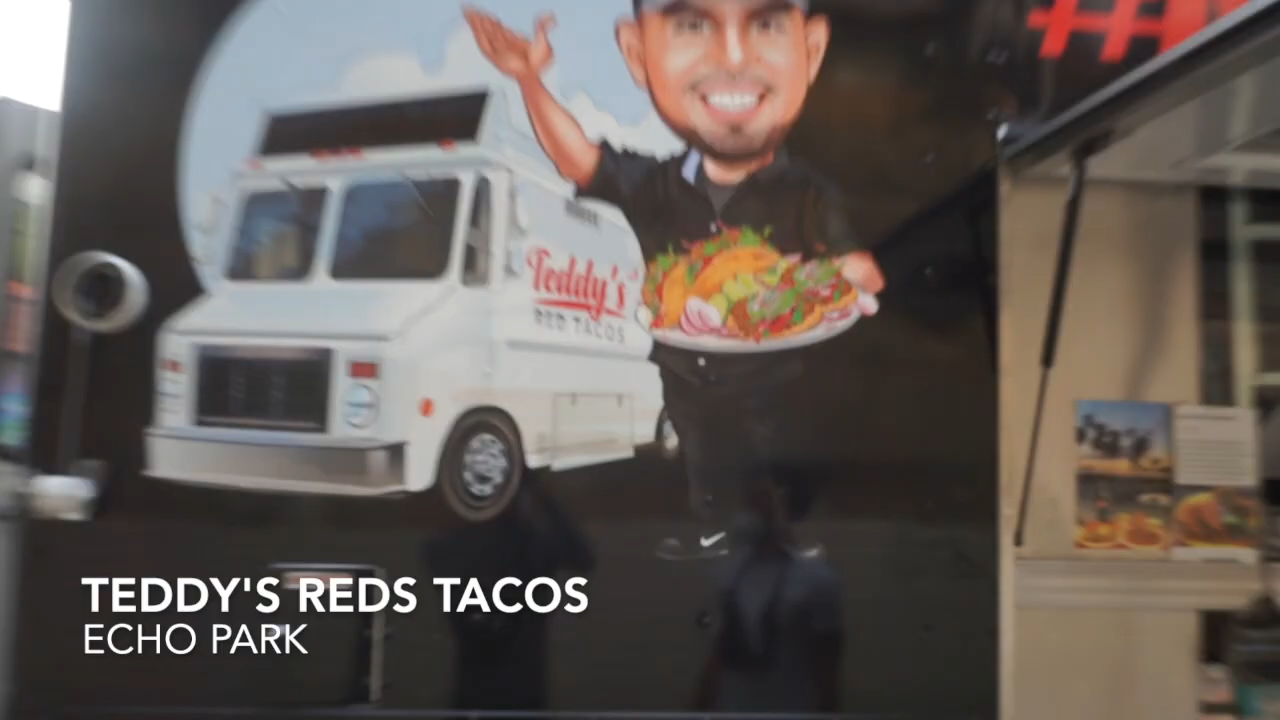 Teddy's
RED TACOS
TEDDY'S REDS TACOS
ECHO PARK